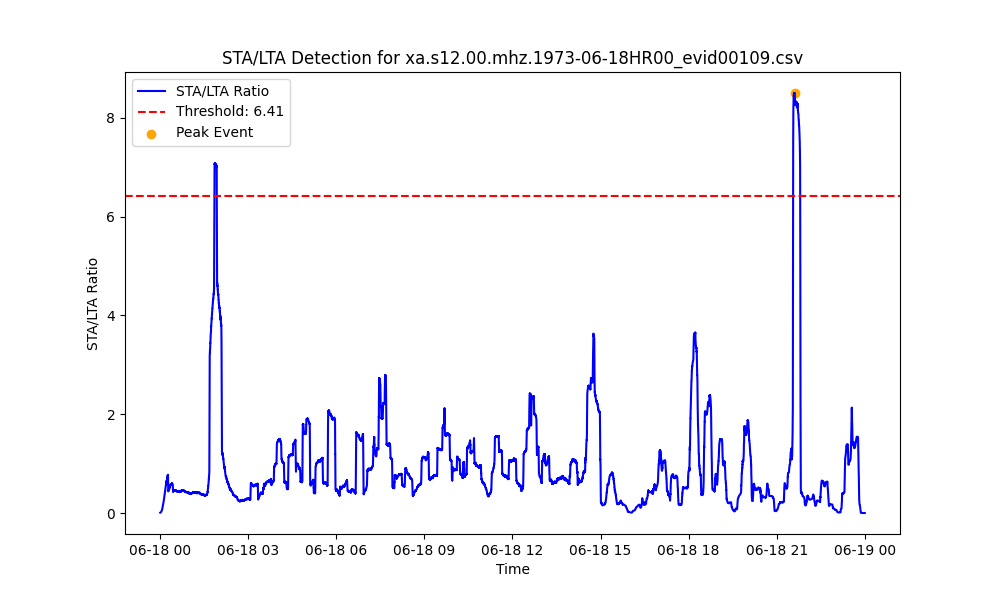 STA/LTA Detection for xa.s12.00.mhz.1973-06-18HR00_evid00109.csv
STA/LTA Ratio
Threshold: 6.41
Peak Event
8
6
4
2
0
STA/LTA Ratio
06-18 00 06-18 03 06-18 06 06-18 09 06-18 12 06-18 15 06-18 18 06-18 21 06-19 00
Time